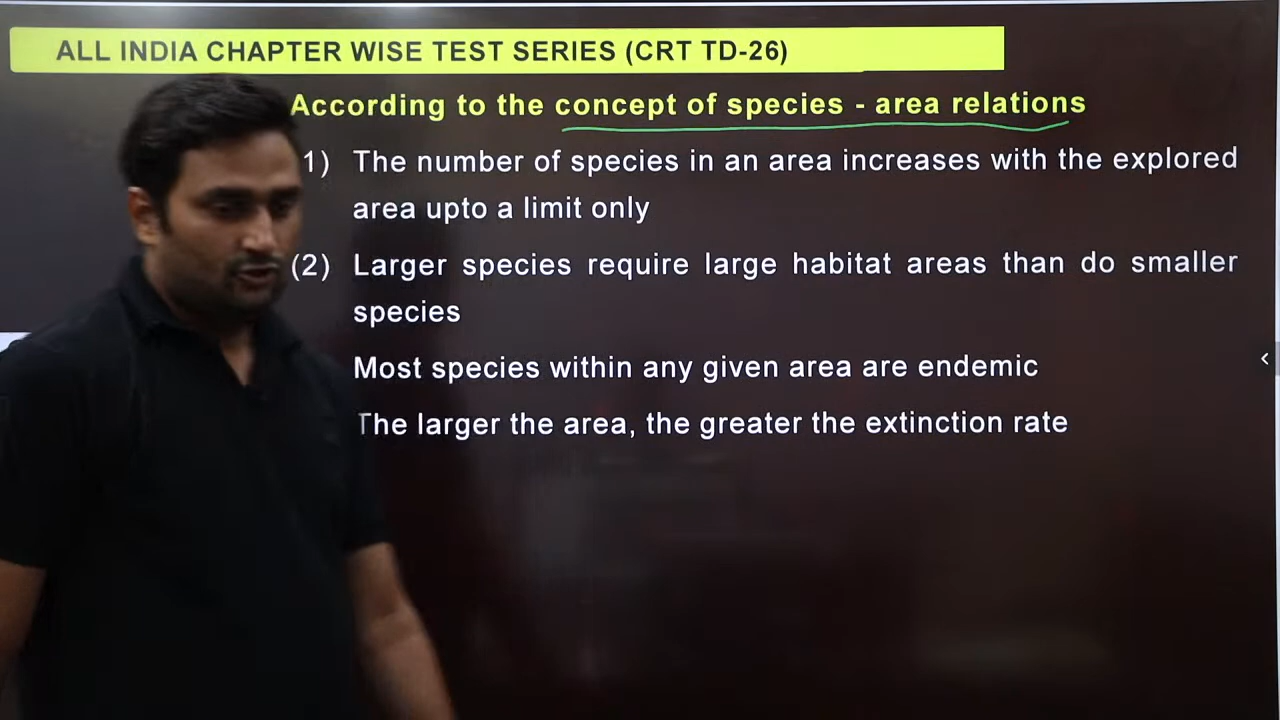 ALL INDIA CHAPTER WISE TEST SERIES (CRT TD-26)
According to the concept of species - area relations
1) The number of species in an area increases with the explored
area upto a limit only
(2) Larger species require large habitat areas than do smaller
species
Most species within any given area are endemic
The larger the area, the greater the extinction rate